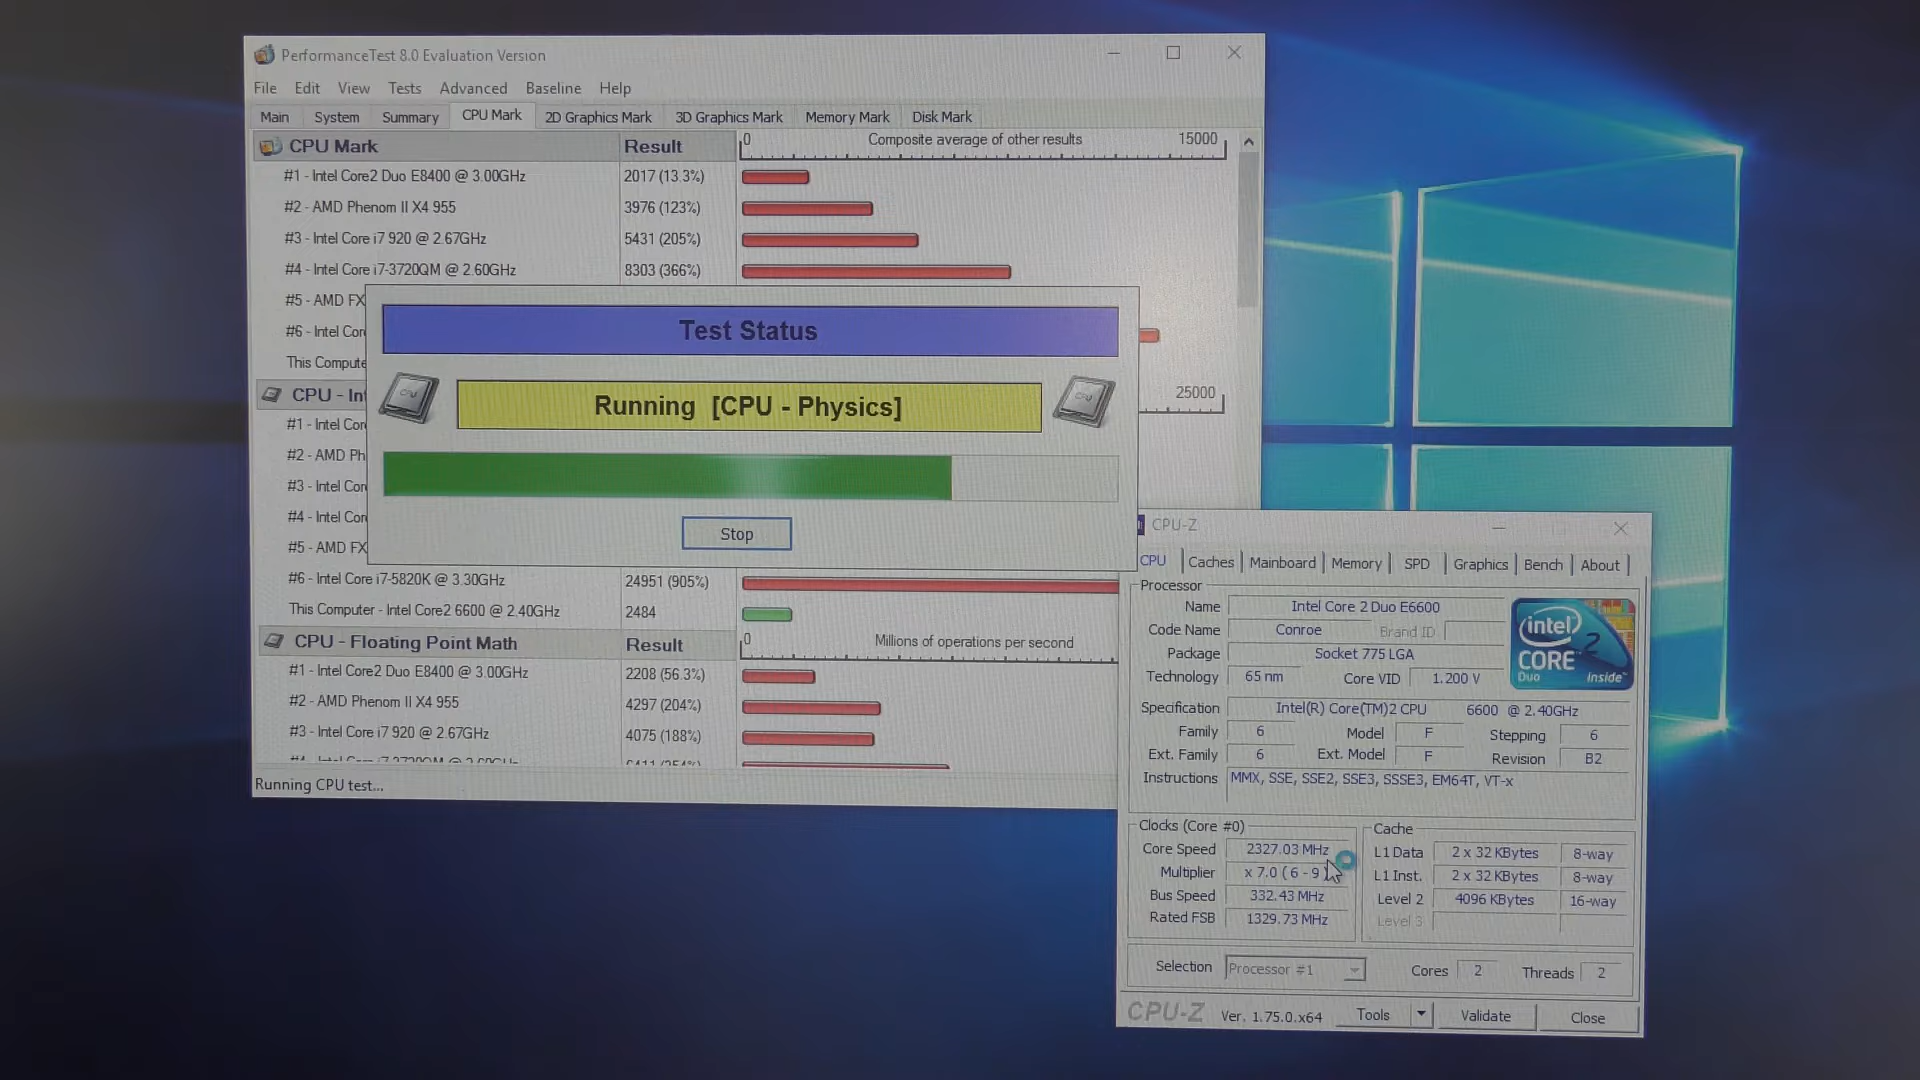 PerformanceTest 8.0 Evaluation Version
File Edit View Tests Advanced Baseline Help
Main System Summary CPU Mark 2D Graphics Mark 3D Graphics Mark Memory Mark Disk Mark
CPU Mark Result 0 Composite average of other results 15000
#1 - Intel Core2 Duo E8400 @ 3.00GHz 2017 (13.3%)
#2 - AMD Phenom II X4 955 3976 (123%)
#3 - Intel Core i7 920 @ 2.67GHz 5431 (205%)
#4 - Intel Core i7-3720QM @ 2.60GHz 8303 (366%)
#5 - AMD FX
#6 - Intel Cor
This Compute
Test Status
Running [CPU - Physics]
Stop
CPU - Int 25000
#1 - Intel Cor
#2 - AMD Ph
#3 - Intel Cor
#4 - Intel Cor
#5 - AMD FX
#6 - Intel Core i7-5820K @ 3.30GHz 24951 (905%)
This Computer - Intel Core2 6600 @ 2.40GHz 2484
CPU - Floating Point Math Result 0 Millions of operations per second
#1 - Intel Core2 Duo E8400 @ 3.00GHz 2208 (56.3%)
#2 - AMD Phenom II X4 955 4297 (204%)
#3 - Intel Core i7 920 @ 2.67GHz 4075 (188%)
Running CPU test...
CPU-Z
CPU Caches Mainboard Memory SPD Graphics Bench About
Processor
Name Intel Core 2 Duo E6600
Code Name Conroe Brand ID
Package Socket 775 LGA
Technology 65 nm Core VID 1.200 V
intel CORE 2 Duo inside™
Specification Intel(R) Core(TM)2 CPU 6600 @ 2.40GHz
Family 6 Model F Stepping 6
Ext. Family 6 Ext. Model F Revision B2
Instructions MMX, SSE, SSE2, SSE3, SSSE3, EM64T, VT-x
Clocks (Core #0)
Core Speed 2327.03 MHz
Multiplier x 7.0 ( 6 - 9 )
Bus Speed 332.43 MHz
Rated FSB 1329.73 MHz
Cache
L1 Data 2 x 32 KBytes 8-way
L1 Inst. 2 x 32 KBytes 8-way
Level 2 4096 KBytes 16-way
Level 3
Selection Processor #1 Cores 2 Threads 2
CPU-Z Ver. 1.75.0.x64 Tools Validate Close